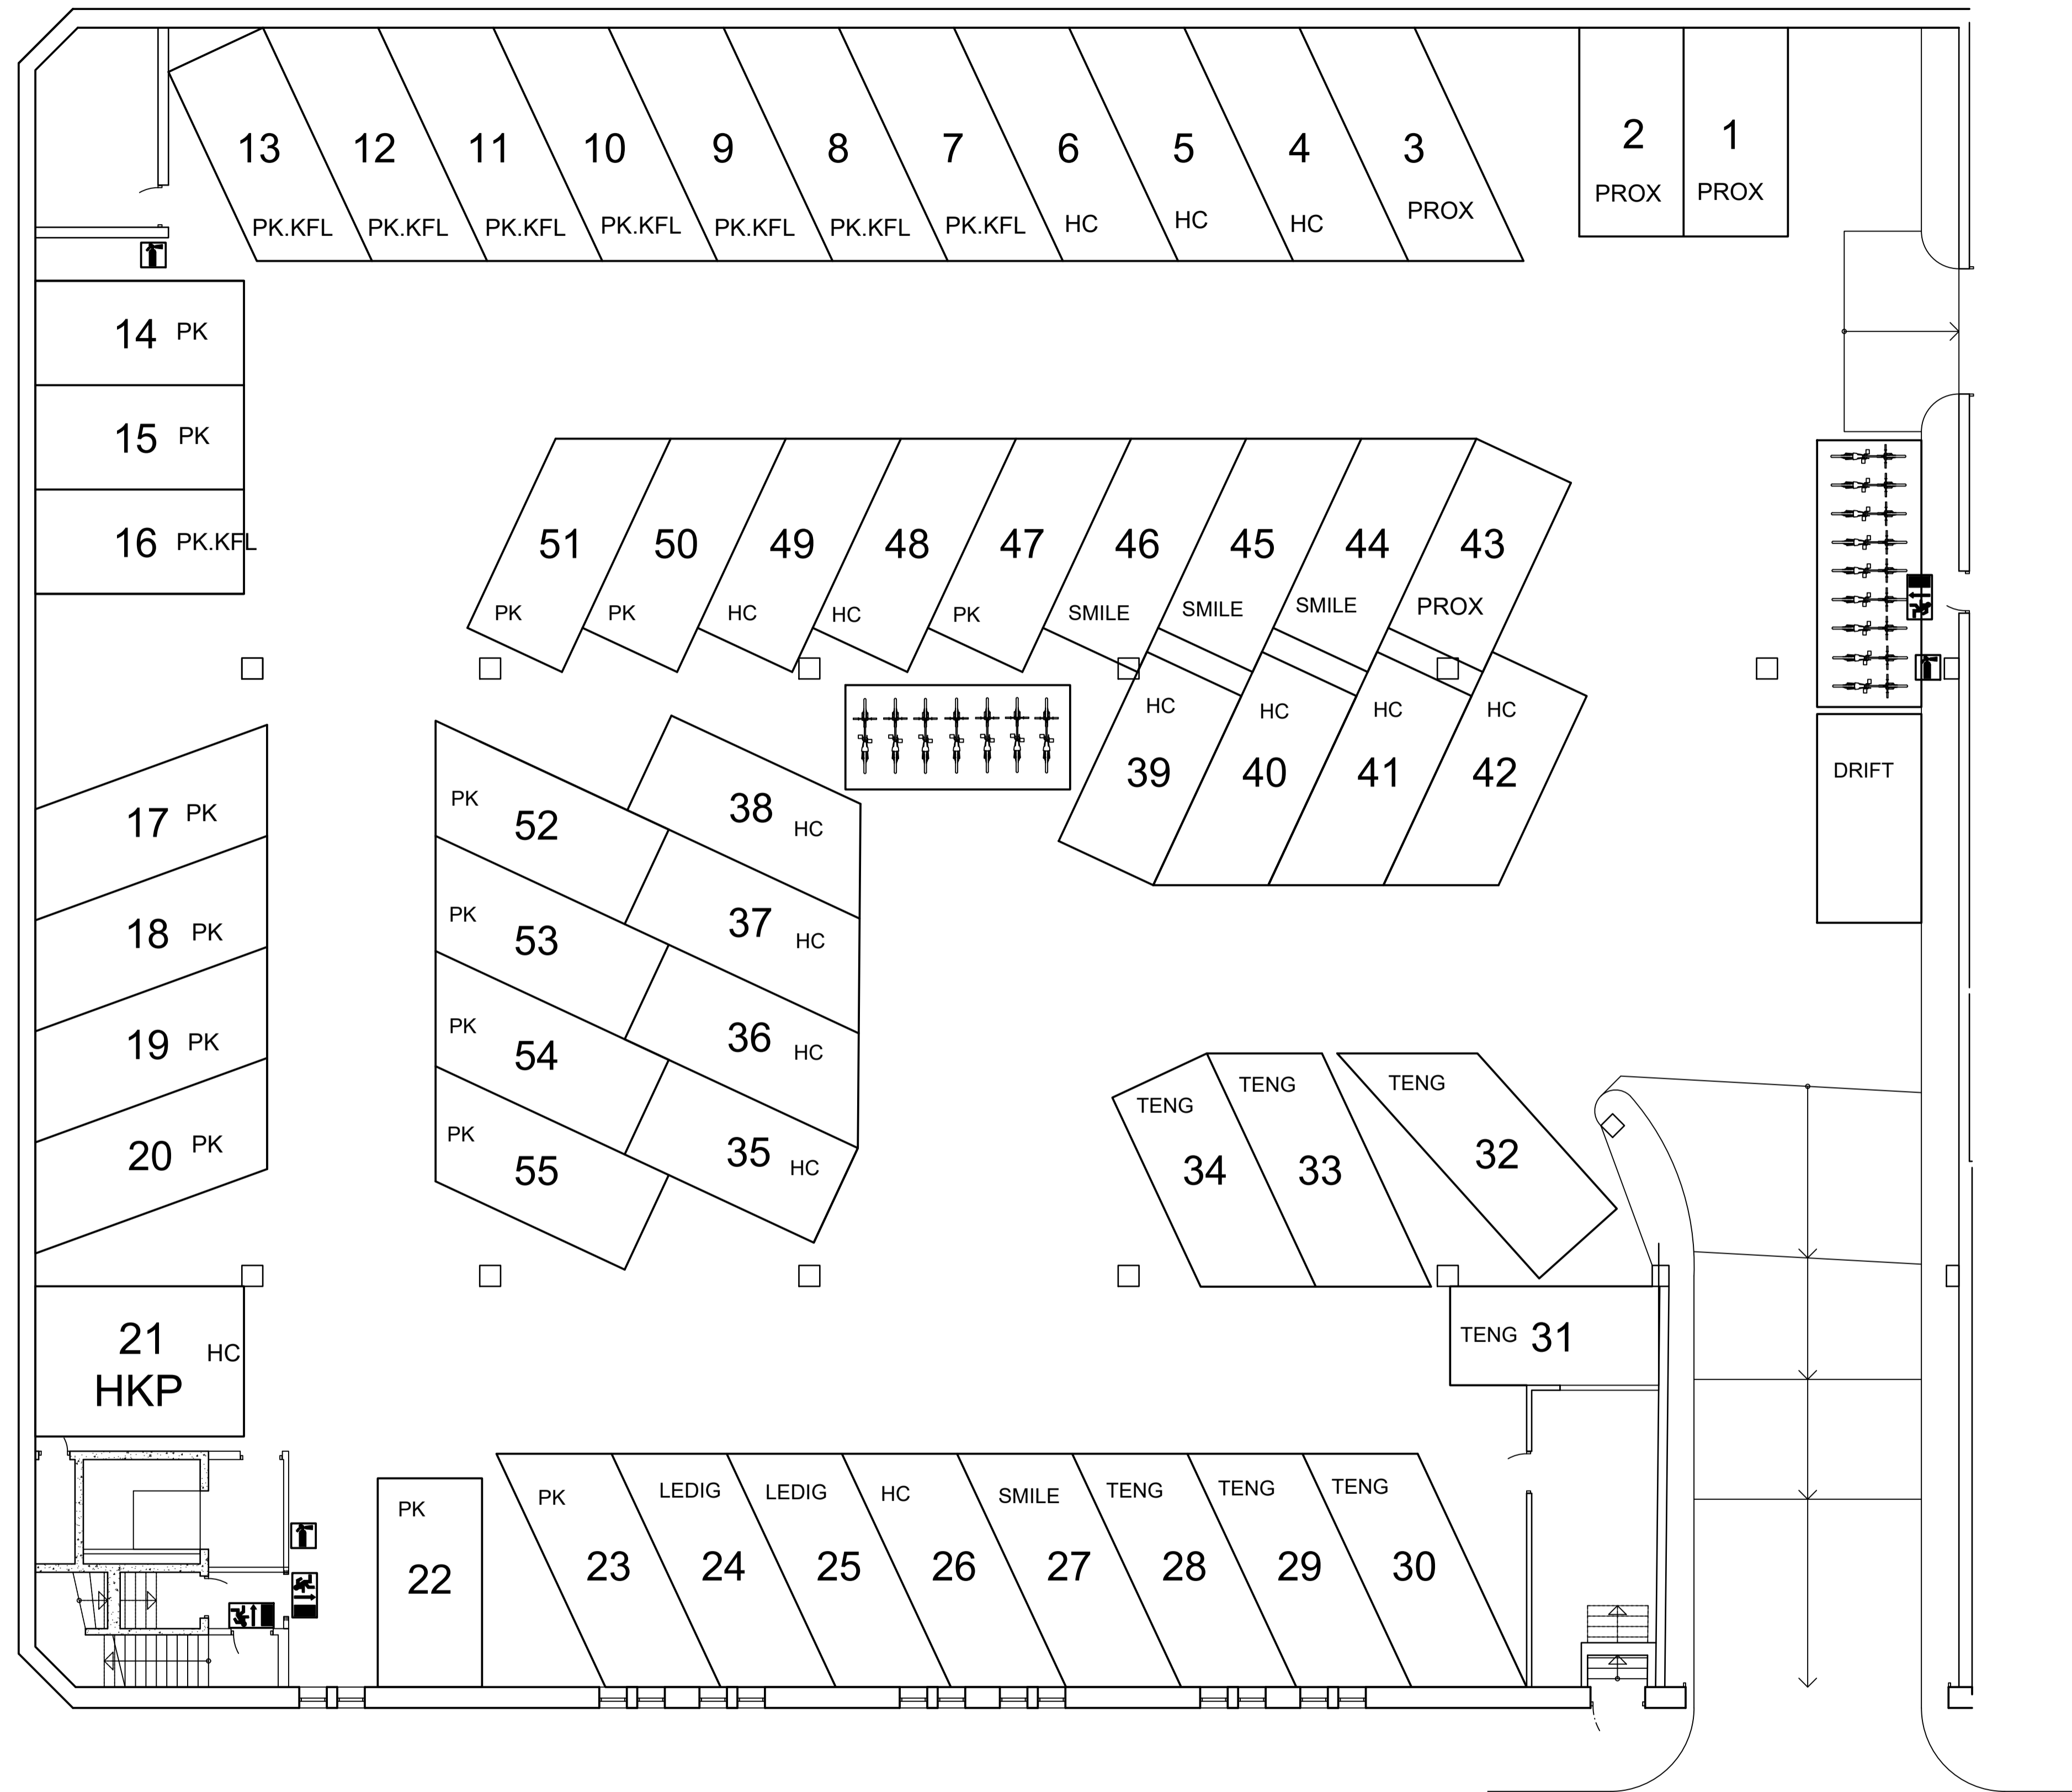 13
12
11
10
9
8
7
6
5
4
3
2
1
PK.KFL
PK.KFL
PK.KFL
PK.KFL
PK.KFL
PK.KFL
PK.KFL
HC
HC
HC
PROX
PROX
PROX
14 PK
15 PK
16 PK.KFL
51
50
49
48
47
46
45
44
43
PK
PK
HC
HC
PK
SMILE
SMILE
SMILE
PROX
HC
HC
HC
HC
39
40
41
42
DRIFT
17 PK
18 PK
19 PK
20 PK
PK
52
38
HC
PK
53
37
HC
PK
54
36
HC
PK
55
35
HC
TENG
34
TENG
33
TENG
32
TENG 31
21
HC
HKP
PK
22
PK
23
LEDIG
24
LEDIG
25
HC
26
SMILE
27
TENG
28
TENG
29
TENG
30